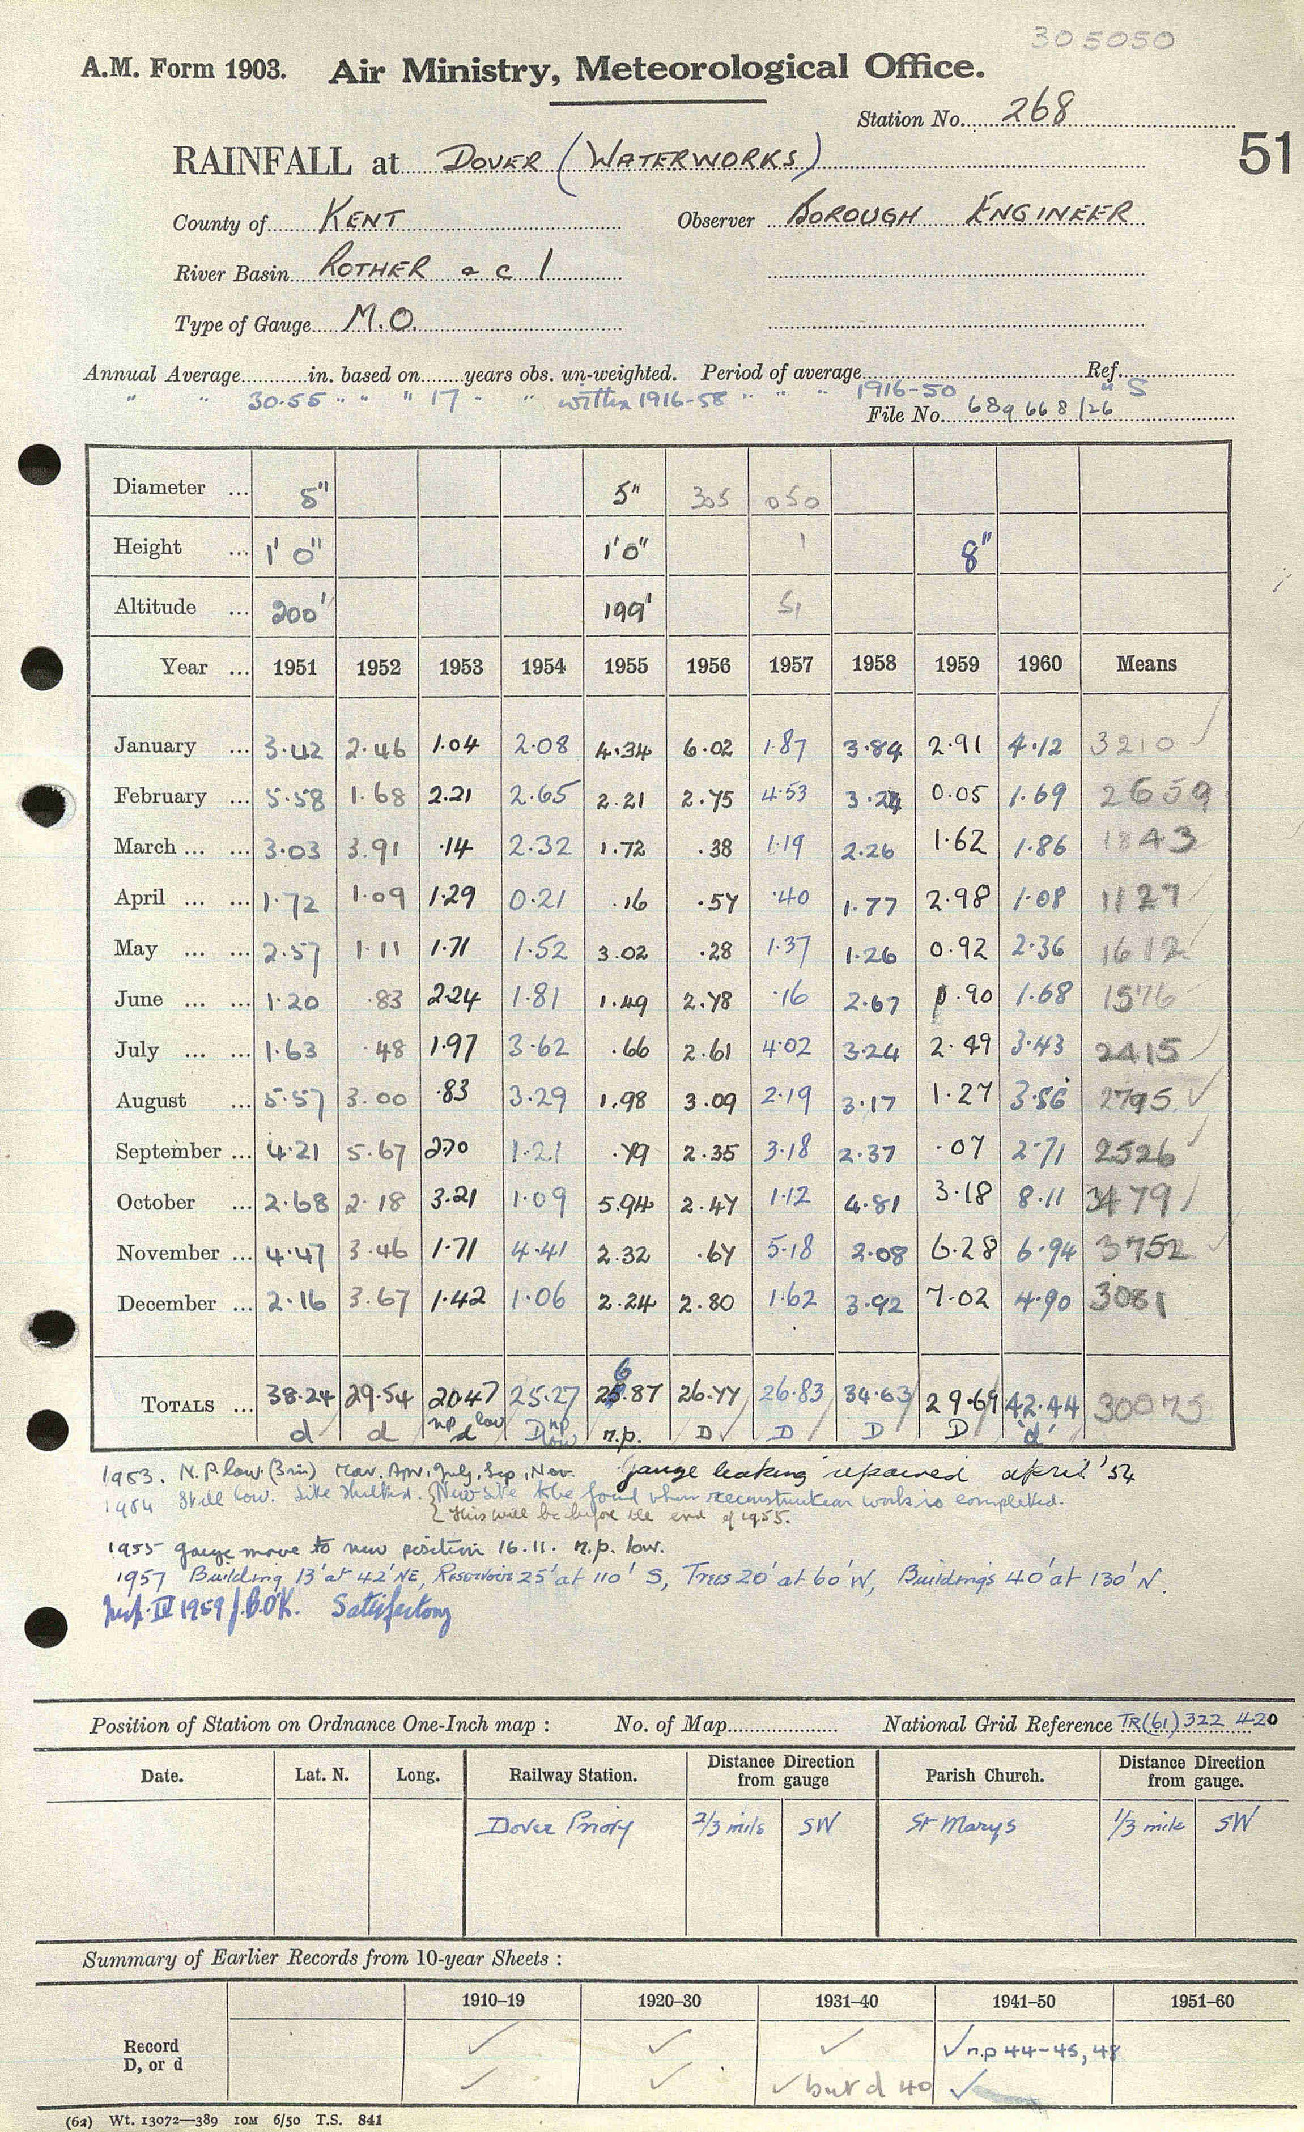 305050
A.M. Form 1903. Air Ministry, Meteorological Office.
Station No. 268
51
RAINFALL at DOVER (WATERWORKS)
County of KENT Observer BOROUGH ENGINEER
River Basin ROTHER & C 1
Type of Gauge M.O.
Annual Average in. based on years obs. un-weighted. Period of average Ref.
" " 30.55 " " " 17 " " within 1916-58 " " " 1916-50 " S
File No. 689668/26
Diameter ... 5" 5" 305 050
Height ... 1' 0" 1'0" 1 8"
Altitude ... 200' 199' 51
Year ... 1951 1952 1953 1954 1955 1956 1957 1958 1959 1960 Means
January ... 3.42 2.46 1.04 2.08 4.34 6.02 1.87 3.84 2.91 4.12 3210
February ... 5.58 1.68 2.21 2.65 2.21 2.75 4.53 3.24 0.05 1.69 2659
March ... ... 3.03 3.91 .14 2.32 1.72 .38 1.19 2.26 1.62 1.86 1843
April ... ... 1.72 1.09 1.29 0.21 .16 .57 .40 1.77 2.98 1.08 1127
May ... ... 2.57 1.11 1.71 1.52 3.02 .28 1.37 1.26 0.92 2.36 1612
June ... ... 1.20 .83 2.24 1.81 1.49 2.78 .16 2.67 .90 1.68 1576
July ... ... 1.63 .48 1.97 3.62 .66 2.61 4.02 3.24 2.49 3.43 2415
August ... 5.57 3.00 .83 3.29 1.98 3.09 2.19 3.17 1.27 3.56 2795
September ... 4.21 5.67 2.70 1.21 .79 2.35 3.18 2.37 .07 2.71 2526
October ... 2.68 2.18 3.21 1.09 5.94 2.47 1.12 4.81 3.18 8.11 3479
November ... 4.47 3.46 1.71 4.41 2.32 .67 5.18 2.08 6.28 6.94 3752
December ... 2.16 3.67 1.42 1.06 2.24 2.80 1.62 3.92 7.02 4.90 3081
TOTALS ... 38.24 29.54 20.47 25.27 26.87 26.77 26.83 34.63 29.69 42.44 30075
d d np low d D np low n.p. D D D D 'd'
1953. N.P. low. (3 in) Mar. Apr. July, Sep, Nov. Gauge leaking repaired april '54
1954 Still low. Site shelted. {New site to be found when reconstruction work is completed.
{ This will be before the end of 1955.
1955 gauge move to new position 16.11. n.p. low.
1957 Building 13' at 42' NE, Reservoir 25' at 110' S, Trees 20' at 60' W, Buildings 40' at 130' N.
Insp. IV 1959 Satisfactory
Position of Station on Ordnance One-Inch map : No. of Map National Grid Reference TR(61) 322 420
Date. Lat. N. Long. Railway Station. Distance from gauge Direction Parish Church. Distance from gauge. Direction
Dover Priory 2/3 mile SW St Marys 1/3 mile SW
Summary of Earlier Records from 10-year Sheets :
1910–19 1920–30 1931–40 1941–50 1951–60
Record ✓ ✓ ✓ ✓ n.p 44-45, 48
D, or d ✓ ✓ ✓ but d 40 ✓
(62) Wt. 13072—389 10M 6/50 T.S. 841